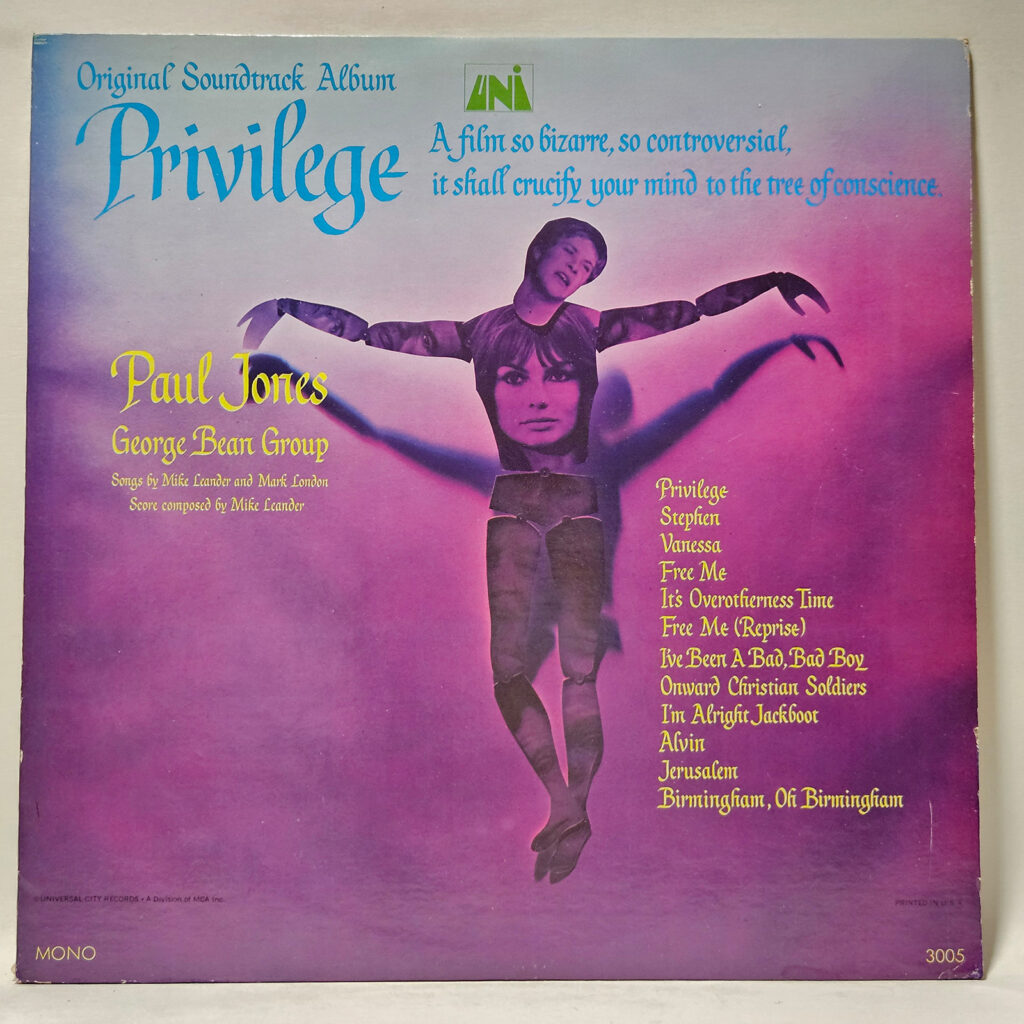 Original Soundtrack Album
Privilege
UNI
A film so bizarre, so controversial,
it shall crucify your mind to the tree of conscience.
Paul Jones
George Bean Group
Songs by Mike Leander and Mark London
Score composed by Mike Leander
Privilege
Stephen
Vanessa
Free Me
It's Overotherness Time
Free Me (Reprise)
I've Been A Bad, Bad Boy
Onward Christian Soldiers
I'm Alright Jackboot
Alvin
Jerusalem
Birmingham, Oh Birmingham
©UNIVERSAL CITY RECORDS • A Division of MCA Inc.
PRINTED IN U.S.A.
MONO
3005